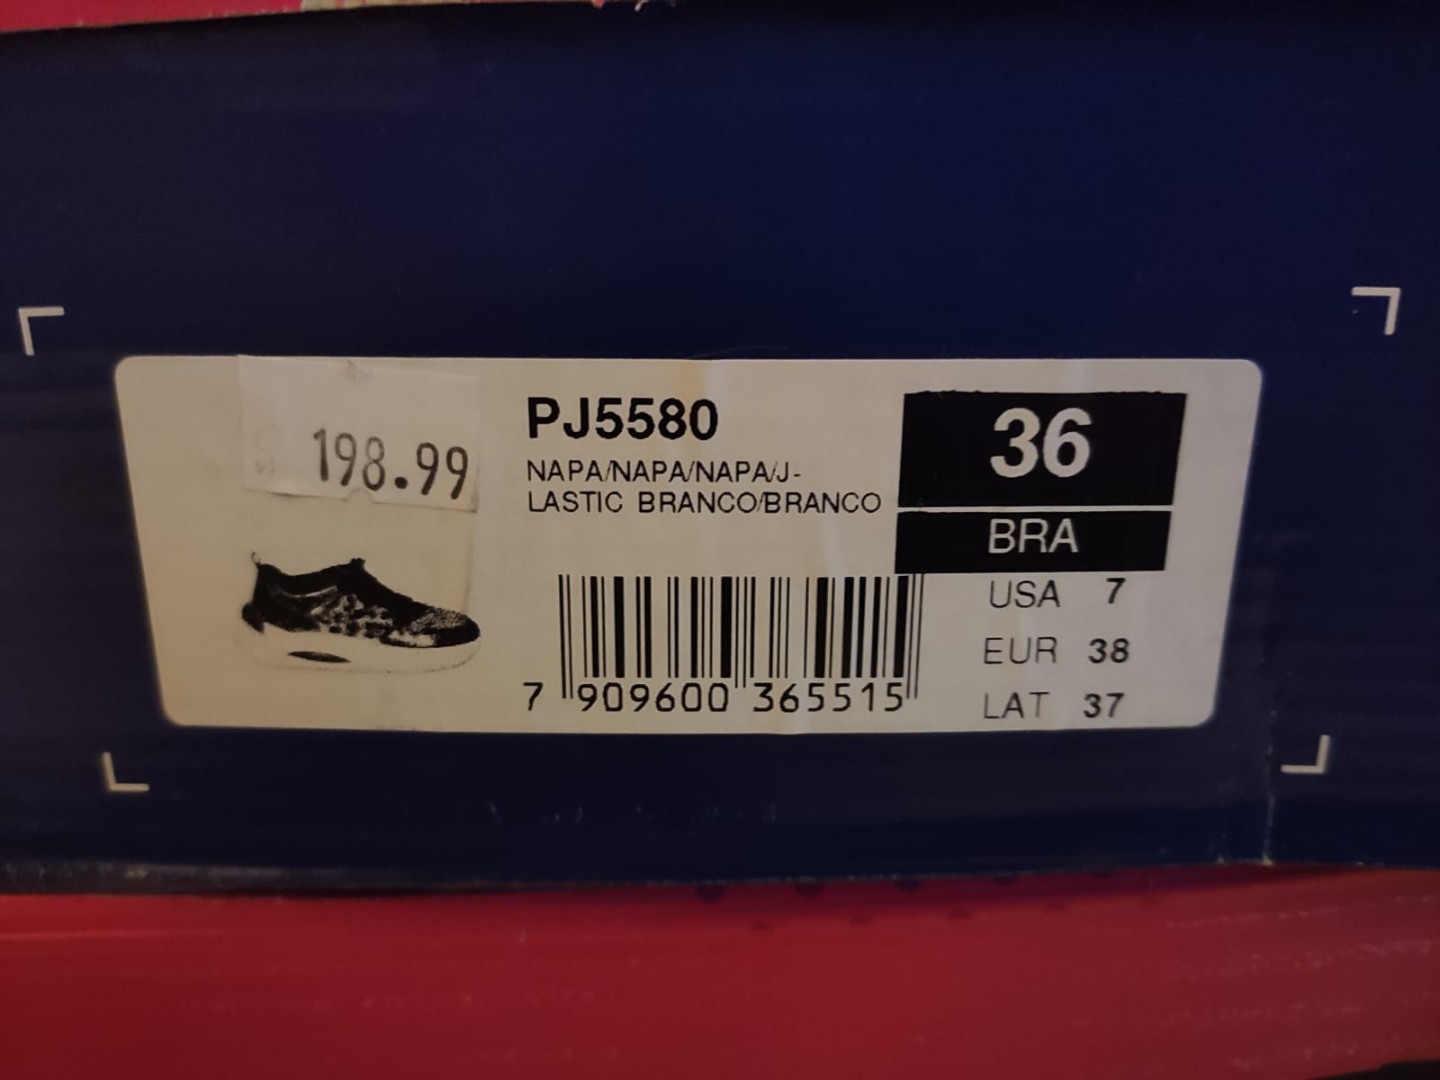 198.99
PJ5580
NAPA/NAPA/NAPA/J-
LASTIC BRANCO/BRANCO
36
BRA
USA 7
EUR 38
LAT 37
7 909600 365515